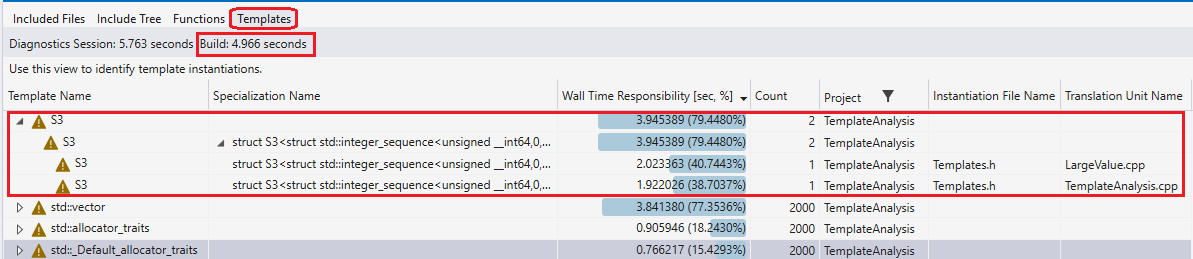 Included Files Include Tree Functions Templates
Diagnostics Session: 5.763 seconds Build: 4.966 seconds
Use this view to identify template instantiations.
Template Name Specialization Name Wall Time Responsibility [sec, %] Count Project Instantiation File Name Translation Unit Name
S3 3.945389 (79.4480%) 2 TemplateAnalysis
S3 struct S3<struct std::integer_sequence<unsigned __int64,0,... 3.945389 (79.4480%) 2 TemplateAnalysis
S3 struct S3<struct std::integer_sequence<unsigned __int64,0,... 2.023363 (40.7443%) 1 TemplateAnalysis Templates.h LargeValue.cpp
S3 struct S3<struct std::integer_sequence<unsigned __int64,0,... 1.922026 (38.7037%) 1 TemplateAnalysis Templates.h TemplateAnalysis.cpp
std::vector 3.841380 (77.3536%) 2000 TemplateAnalysis
std::allocator_traits 0.905946 (18.2430%) 2000 TemplateAnalysis
std::_Default_allocator_traits 0.766217 (15.4293%) 2000 TemplateAnalysis